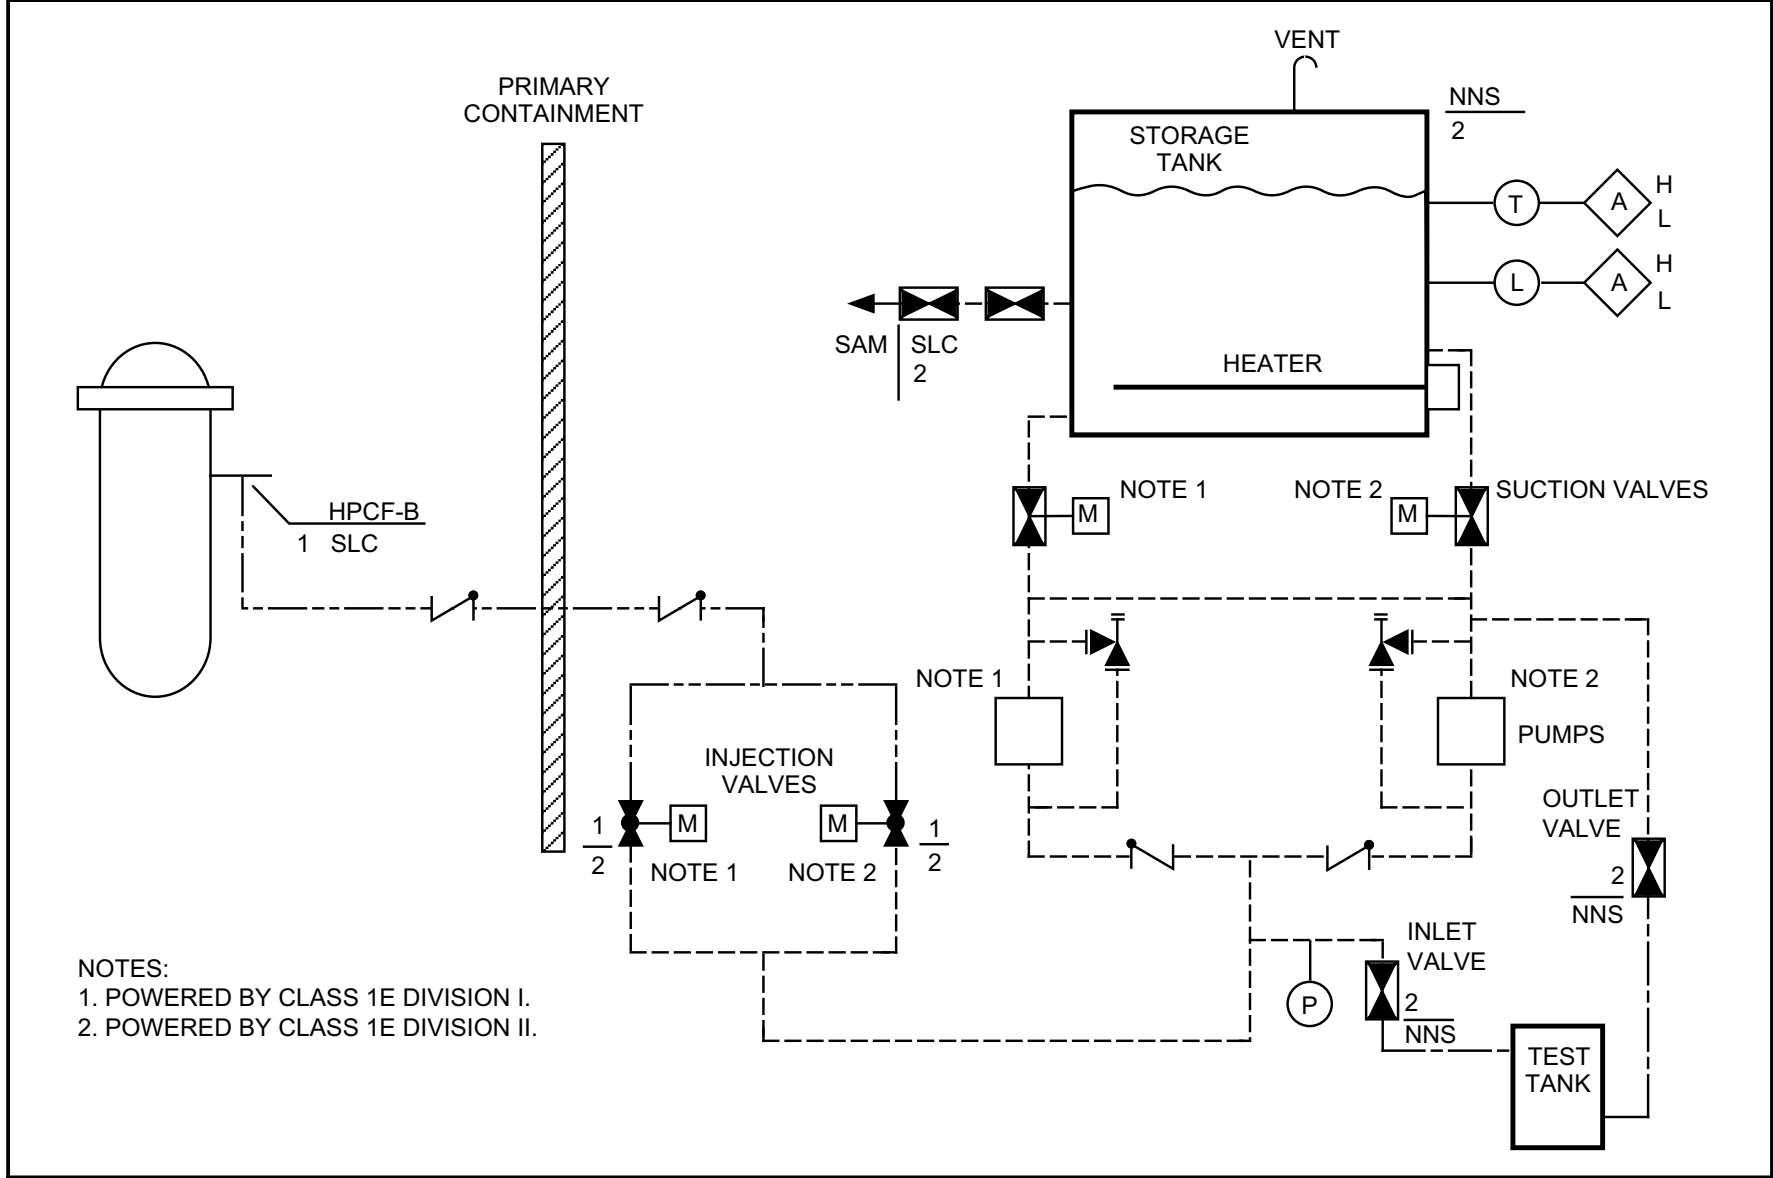 VENT
PRIMARY
CONTAINMENT
NNS
2
STORAGE
TANK
T
A
H
L
L
A
H
L
SAM
SLC
2
HEATER
NOTE 1
M
NOTE 2
M
SUCTION VALVES
HPCF-B
1 SLC
NOTE 1
NOTE 2
PUMPS
INJECTION
VALVES
1
2
M
NOTE 1
M
NOTE 2
1
2
OUTLET
VALVE
2
NNS
INLET
VALVE
2
NNS
P
TEST
TANK
NOTES:
1. POWERED BY CLASS 1E DIVISION I.
2. POWERED BY CLASS 1E DIVISION II.